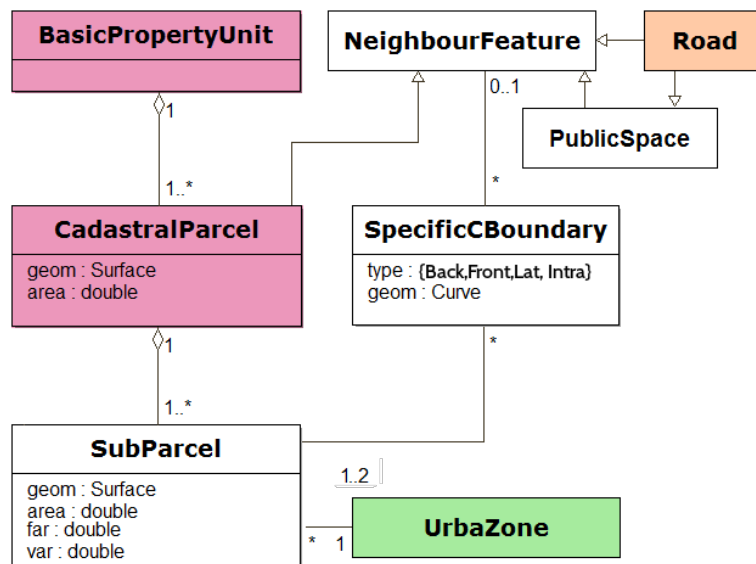 BasicPropertyUnit
NeighbourFeature
Road
PublicSpace
1
0..1
1..*
*
CadastralParcel
geom : Surface
area : double
SpecificCBoundary
type : {Back,Front,Lat, Intra}
geom : Curve
1
*
1..*
SubParcel
geom : Surface
area : double
far : double
var : double
1..2
* 1
UrbaZone